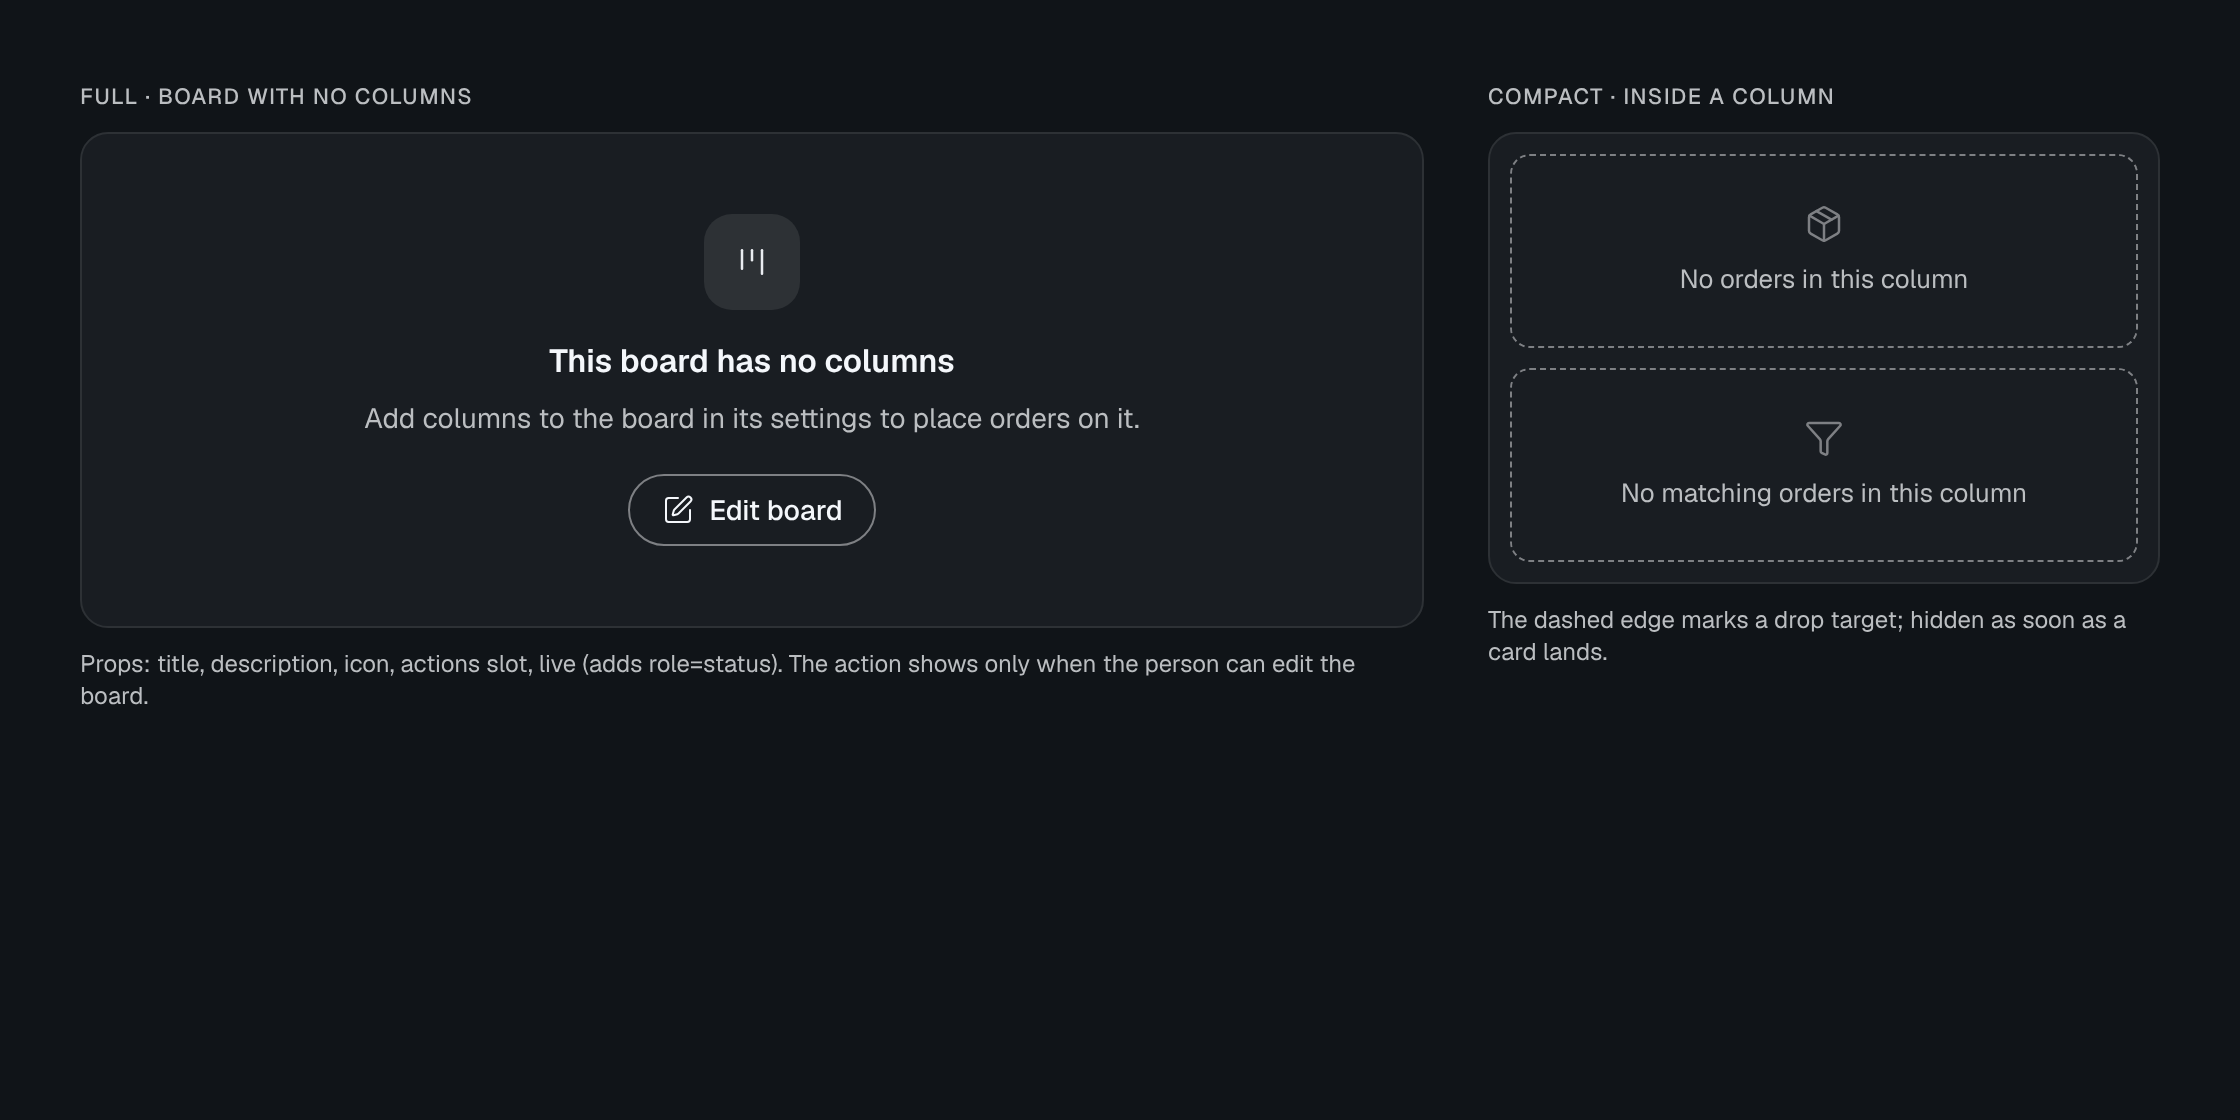 FULL · BOARD WITH NO COLUMNS
This board has no columns
Add columns to the board in its settings to place orders on it.
Edit board
Props: title, description, icon, actions slot, live (adds role=status). The action shows only when the person can edit the
board.
COMPACT · INSIDE A COLUMN
No orders in this column
No matching orders in this column
The dashed edge marks a drop target; hidden as soon as a
card lands.